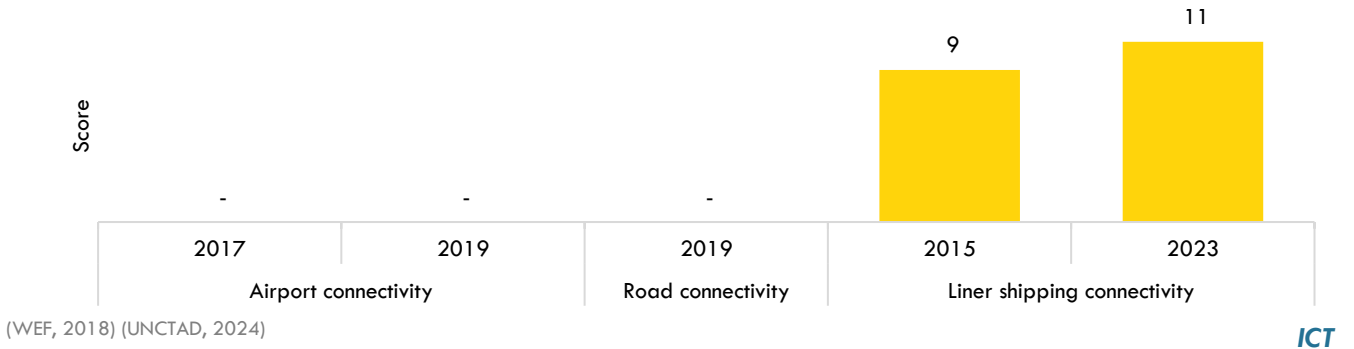 11
9
Score
- - -
2017 2019 2019 2015 2023
Airport connectivity Road connectivity Liner shipping connectivity
(WEF, 2018) (UNCTAD, 2024)
ICT